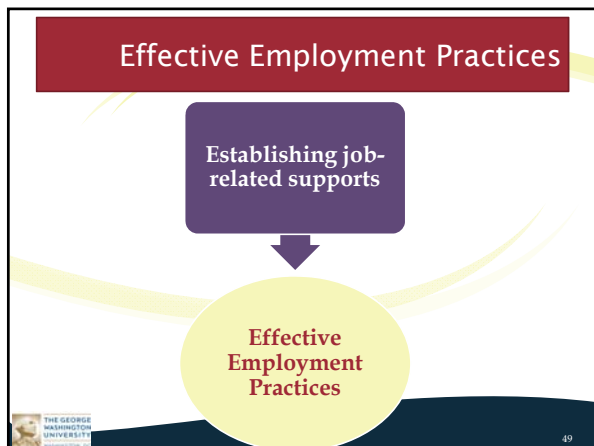 Effective Employment Practices
Establishing job-
related supports
Effective
Employment
Practices
THE GEORGE
WASHINGTON
UNIVERSITY
49